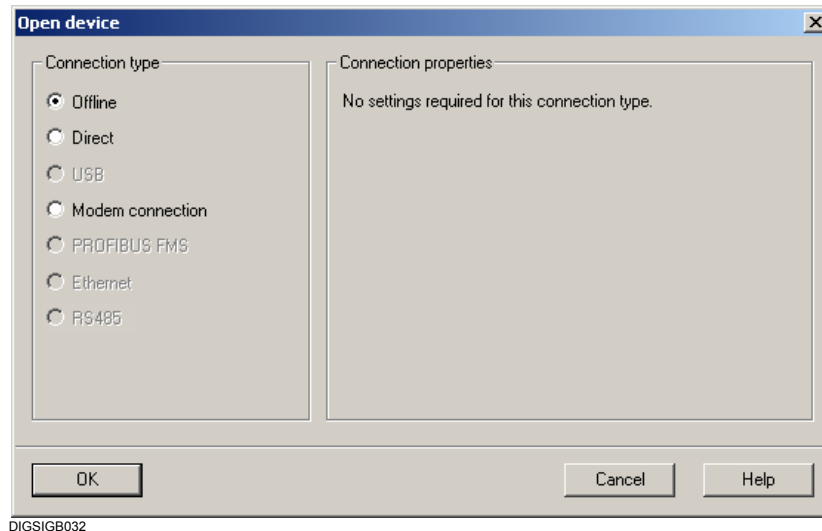 Open device
Connection type
Offline
Direct
USB
Modem connection
PROFIBUS FMS
Ethernet
RS485
Connection properties
No settings required for this connection type.
OK
Cancel
Help
DIGSIGB032